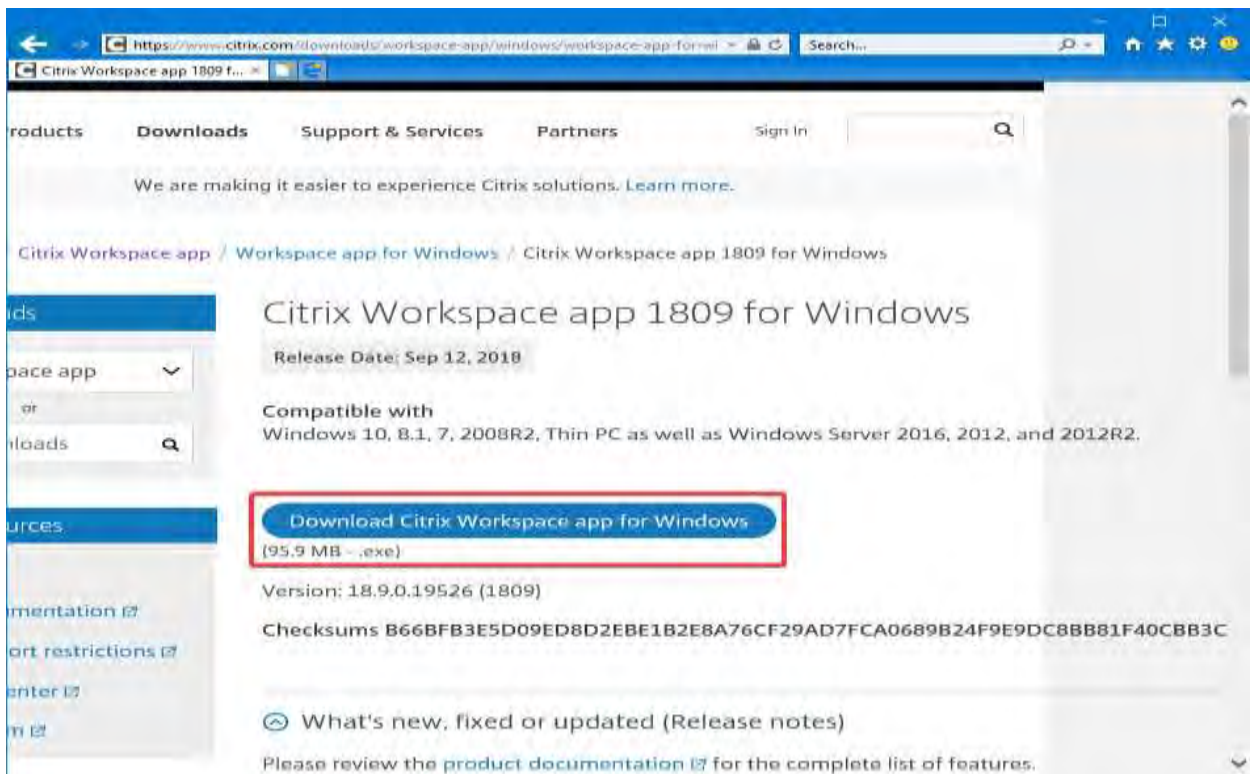 https://www.citrix.com/downloads/workspace-app/windows/workspace-app-for-wi
Search...
Citrix Workspace app 1809 f...
roducts Downloads Support & Services Partners Sign In
We are making it easier to experience Citrix solutions. Learn more.
Citrix Workspace app / Workspace app for Windows / Citrix Workspace app 1809 for Windows
ds
Citrix Workspace app 1809 for Windows
Release Date: Sep 12, 2018
pace app
or
Compatible with
Windows 10, 8.1, 7, 2008R2, Thin PC as well as Windows Server 2016, 2012, and 2012R2.
nloads
Download Citrix Workspace app for Windows
urces
(95.9 MB - .exe)
Version: 18.9.0.19526 (1809)
mentation
Checksums B66BFB3E5D09ED8D2EBE1B2E8A76CF29AD7FCA0689B24F9E9DC8BB81F40CBB3C
ort restrictions
enter
m
What's new, fixed or updated (Release notes)
Please review the product documentation for the complete list of features.